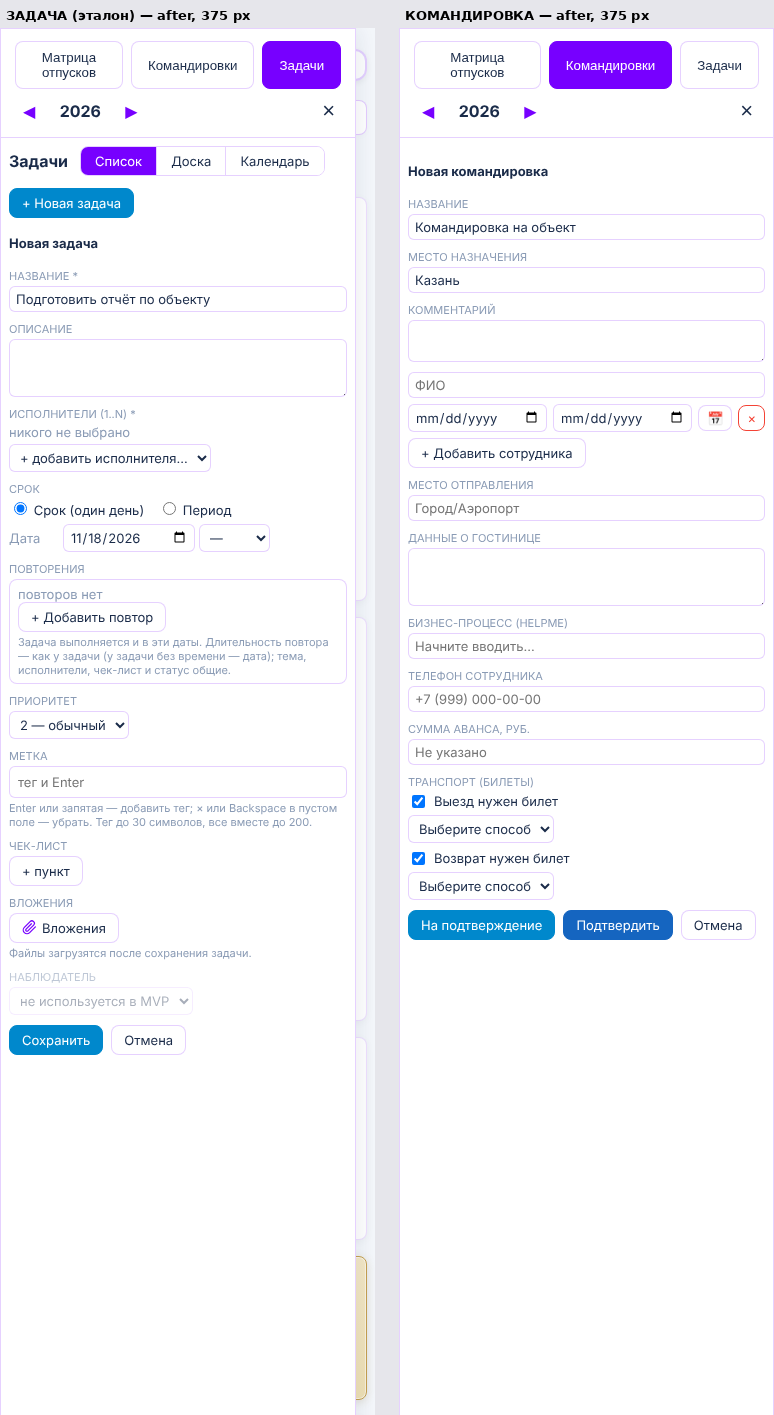 ЗАДАЧА (эталон) — after, 375 px
Матрица
отпусков
Командировки
Задачи
◀ 2026 ▶ ×
Задачи
Список
Доска
Календарь
+ Новая задача
Новая задача
НАЗВАНИЕ *
Подготовить отчёт по объекту
ОПИСАНИЕ
ИСПОЛНИТЕЛИ (1..N) *
никого не выбрано
+ добавить исполнителя...
СРОК
Срок (один день)
Период
Дата
11/18/2026
—
ПОВТОРЕНИЯ
повторов нет
+ Добавить повтор
Задача выполняется и в эти даты. Длительность повтора
— как у задачи (у задачи без времени — дата); тема,
исполнители, чек-лист и статус общие.
ПРИОРИТЕТ
2 — обычный
МЕТКА
тег и Enter
Enter или запятая — добавить тег; × или Backspace в пустом
поле — убрать. Тег до 30 символов, все вместе до 200.
ЧЕК-ЛИСТ
+ пункт
ВЛОЖЕНИЯ
Вложения
Файлы загрузятся после сохранения задачи.
НАБЛЮДАТЕЛЬ
не используется в MVP
Сохранить
Отмена
КОМАНДИРОВКА — after, 375 px
Матрица
отпусков
Командировки
Задачи
◀ 2026 ▶ ×
Новая командировка
НАЗВАНИЕ
Командировка на объект
МЕСТО НАЗНАЧЕНИЯ
Казань
КОММЕНТАРИЙ
ФИО
mm/dd/yyyy
mm/dd/yyyy
×
+ Добавить сотрудника
МЕСТО ОТПРАВЛЕНИЯ
Город/Аэропорт
ДАННЫЕ О ГОСТИНИЦЕ
БИЗНЕС-ПРОЦЕСС (HELPME)
Начните вводить...
ТЕЛЕФОН СОТРУДНИКА
+7 (999) 000-00-00
СУММА АВАНСА, РУБ.
Не указано
ТРАНСПОРТ (БИЛЕТЫ)
Выезд нужен билет
Выберите способ
Возврат нужен билет
Выберите способ
На подтверждение
Подтвердить
Отмена